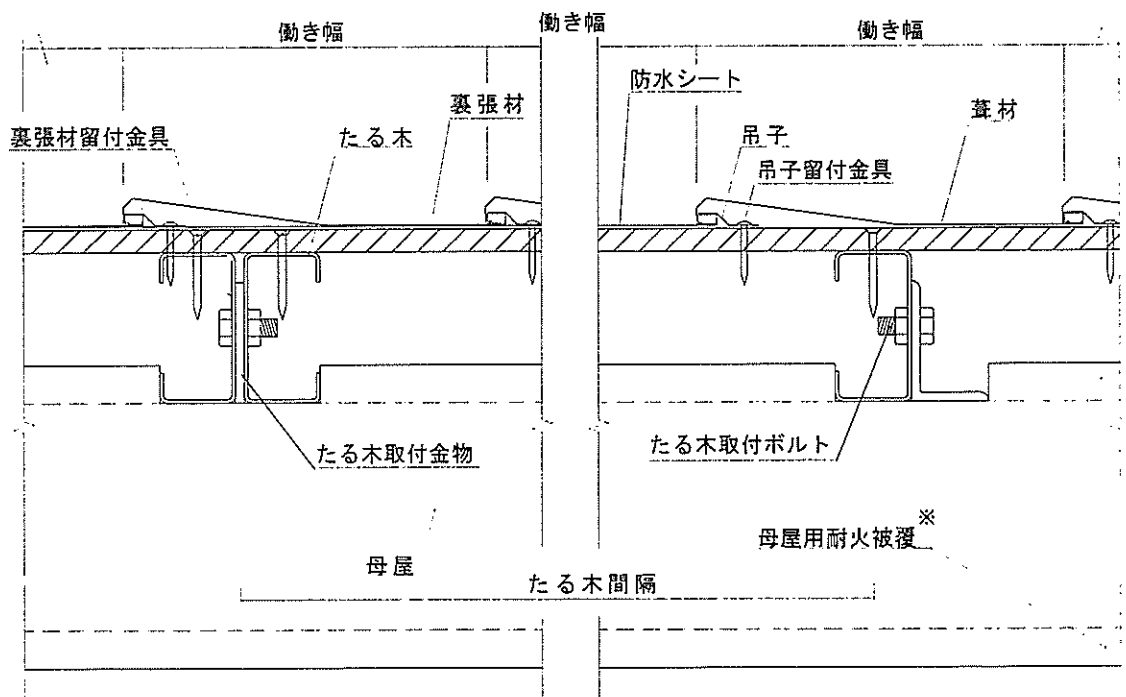 働き幅
働き幅
働き幅
防水シート
裏張材
葺材
裏張材留付金具
たる木
吊子
吊子留付金具
たる木取付金物
たる木取付ボルト
母屋用耐火被覆※
母屋
たる木間隔